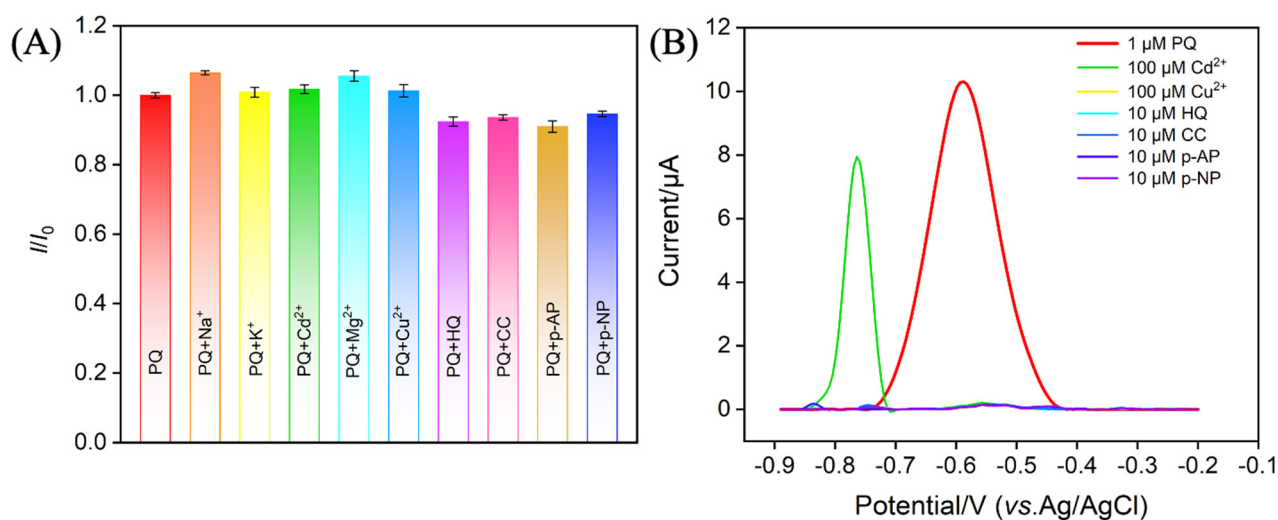 (A)
1.2
1.0
0.8
0.6
0.4
0.2
0.0
I/I₀
PQ
PQ+Na⁺
PQ+K⁺
PQ+Cd²⁺
PQ+Mg²⁺
PQ+Cu²⁺
PQ+HQ
PQ+CC
PQ+p-AP
PQ+p-NP
(B)
12
10
8
6
4
2
0
Current/μA
1 μM PQ
100 μM Cd²⁺
100 μM Cu²⁺
10 μM HQ
10 μM CC
10 μM p-AP
10 μM p-NP
-0.9 -0.8 -0.7 -0.6 -0.5 -0.4 -0.3 -0.2 -0.1
Potential/V (vs.Ag/AgCl)